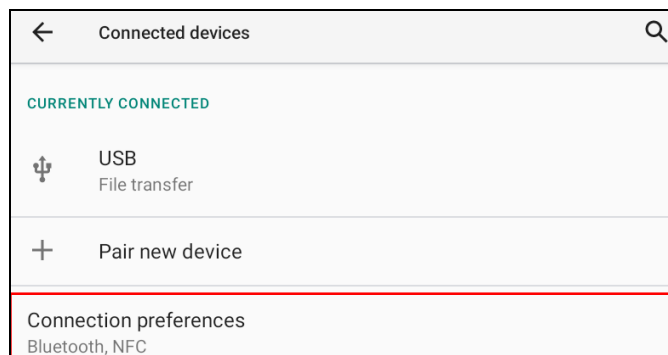 Connected devices
CURRENTLY CONNECTED
USB
File transfer
Pair new device
Connection preferences
Bluetooth, NFC